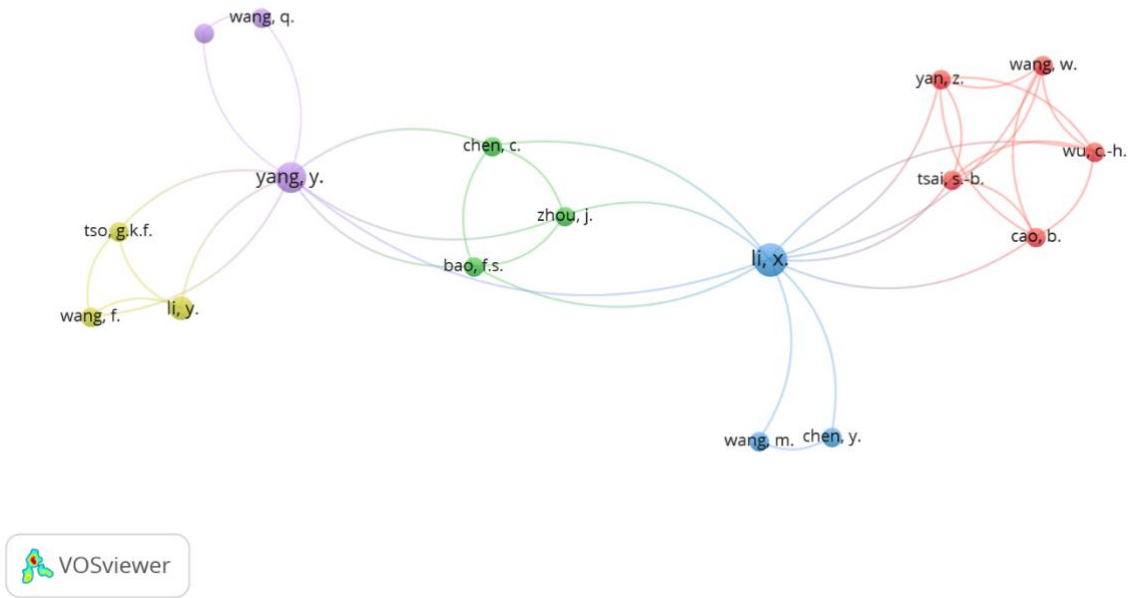 wang, q.
wang, w.
yan, z.
chen, c.
wu, c.-h.
yang, y.
tsai, s.-b.
zhou, j.
tso, g.k.f.
cao, b.
bao, f.s.
li, x.
wang, f.
li, y.
wang, m.
chen, y.
VOSviewer